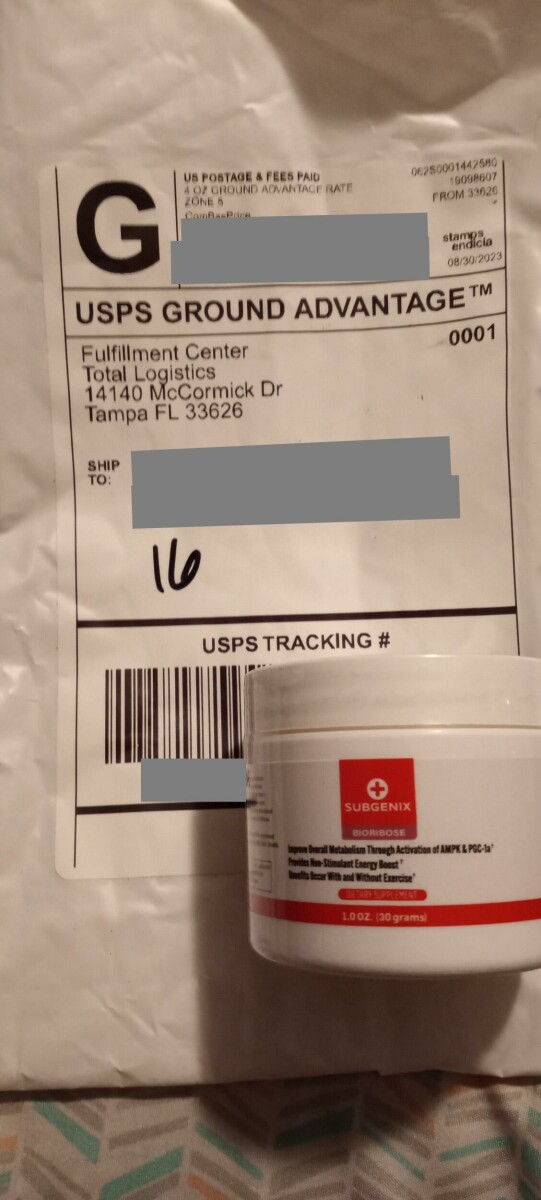 G
US POSTAGE & FEES PAID
4 OZ GROUND ADVANTAGE RATE
ZONE 8
ComBasPrice
062S0001442580
19098607
FROM 33626
stamps
endicia
08/30/2023
USPS GROUND ADVANTAGE™
Fulfillment Center
Total Logistics
14140 McCormick Dr
Tampa FL 33626
0001
SHIP
TO:
16
USPS TRACKING #
SUBGENIX
BIORIBOSE
Improve Overall Metabolism Through Activation of AMPK & PGC-1a†
Provides Non-Stimulant Energy Boost†
Benefits Occur With and Without Exercise†
DIETARY SUPPLEMENT
1.0 OZ. (30 grams)